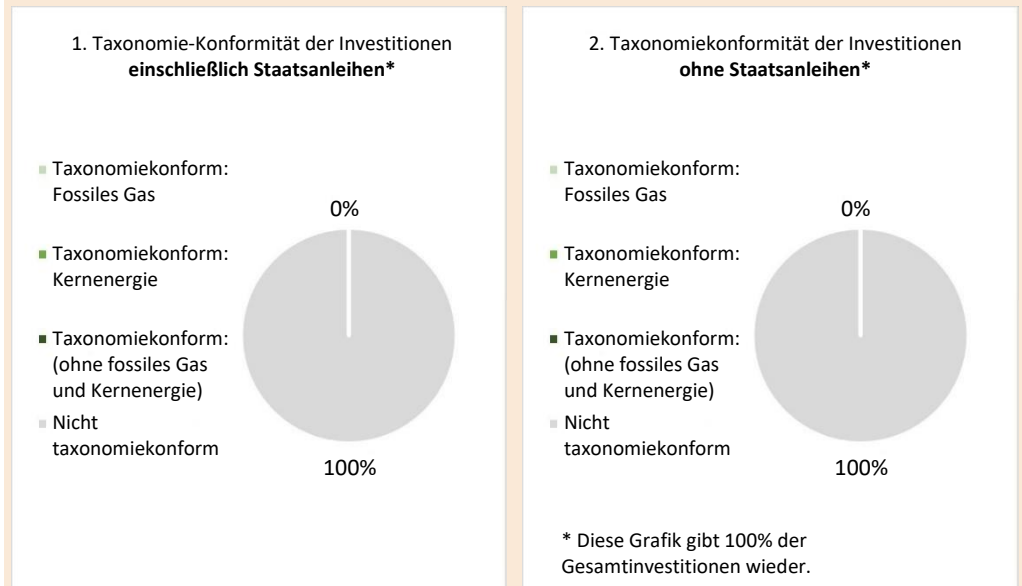 1. Taxonomie-Konformität der Investitionen
einschließlich Staatsanleihen*
Taxonomiekonform:
Fossiles Gas
Taxonomiekonform:
Kernenergie
Taxonomiekonform:
(ohne fossiles Gas
und Kernenergie)
Nicht
taxonomiekonform
0%
100%
2. Taxonomiekonformität der Investitionen
ohne Staatsanleihen*
Taxonomiekonform:
Fossiles Gas
Taxonomiekonform:
Kernenergie
Taxonomiekonform:
(ohne fossiles Gas
und Kernenergie)
Nicht
taxonomiekonform
0%
100%
* Diese Grafik gibt 100% der
Gesamtinvestitionen wieder.